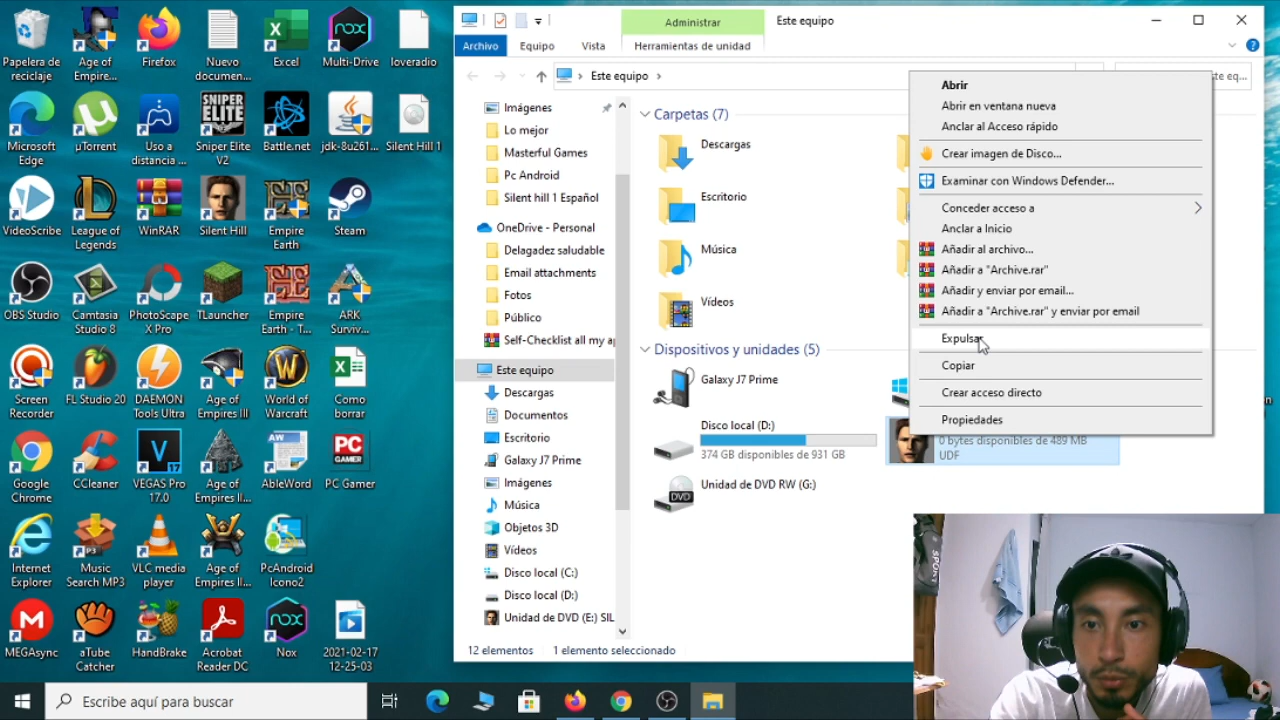 Papelera de
reciclaje
Age of
Empire...
Firefox
Nuevo
documen...
Excel
Multi-Drive
loveradio
Microsoft
Edge
µTorrent
Uso a
distancia ...
SNIPER
ELITE
Sniper Elite
V2
Battle.net
Java
jdk-8u261...
Silent Hill 1
VideoScribe
League of
Legends
WinRAR
Silent Hill
Empire
Earth
Steam
OBS Studio
Camtasia
Studio 8
PhotoScape
X Pro
TLauncher
Empire
Earth - T...
ARK
Surviv...
Screen
Recorder
FL Studio 20
DAEMON
Tools Ultra
Age of
Empires III
World of
Warcraft
Como
borrar
Google
Chrome
CCleaner
VEGAS Pro
17.0
Age of
Empires II...
AbleWord
PC
GAMER
PC Gamer
Internet
Explorer
Music
Search MP3
VLC media
player
Age of
Empires II...
PcAndroid
Icono2
MEGAsync
aTube
Catcher
HandBrake
Acrobat
Reader DC
Nox
2021-02-17
12-25-03
Administrar
Este equipo
Archivo
Equipo
Vista
Herramientas de unidad
Este equipo
te eq...
Imágenes
Lo mejor
Masterful Games
Pc Android
Silent hill 1 Español
OneDrive - Personal
Delagadez saludable
Email attachments
Fotos
Público
Self-Checklist all my a
Este equipo
Descargas
Documentos
Escritorio
Galaxy J7 Prime
Imágenes
Música
Objetos 3D
Vídeos
Disco local (C:)
Disco local (D:)
Unidad de DVD (E:) SIL
Carpetas (7)
Descargas
Escritorio
Música
Vídeos
Dispositivos y unidades (5)
Galaxy J7 Prime
Disco local (D:)
374 GB disponibles de 931 GB
DVD
Unidad de DVD RW (G:)
Abrir
Abrir en ventana nueva
Anclar al Acceso rápido
Crear imagen de Disco...
Examinar con Windows Defender...
Conceder acceso a
Anclar a Inicio
Añadir al archivo...
Añadir a "Archive.rar"
Añadir y enviar por email...
Añadir a "Archive.rar" y enviar por email
Expulsar
Copiar
Crear acceso directo
Propiedades
0 bytes disponibles de 489 MB
UDF
12 elementos
1 elemento seleccionado
Escribe aquí para buscar